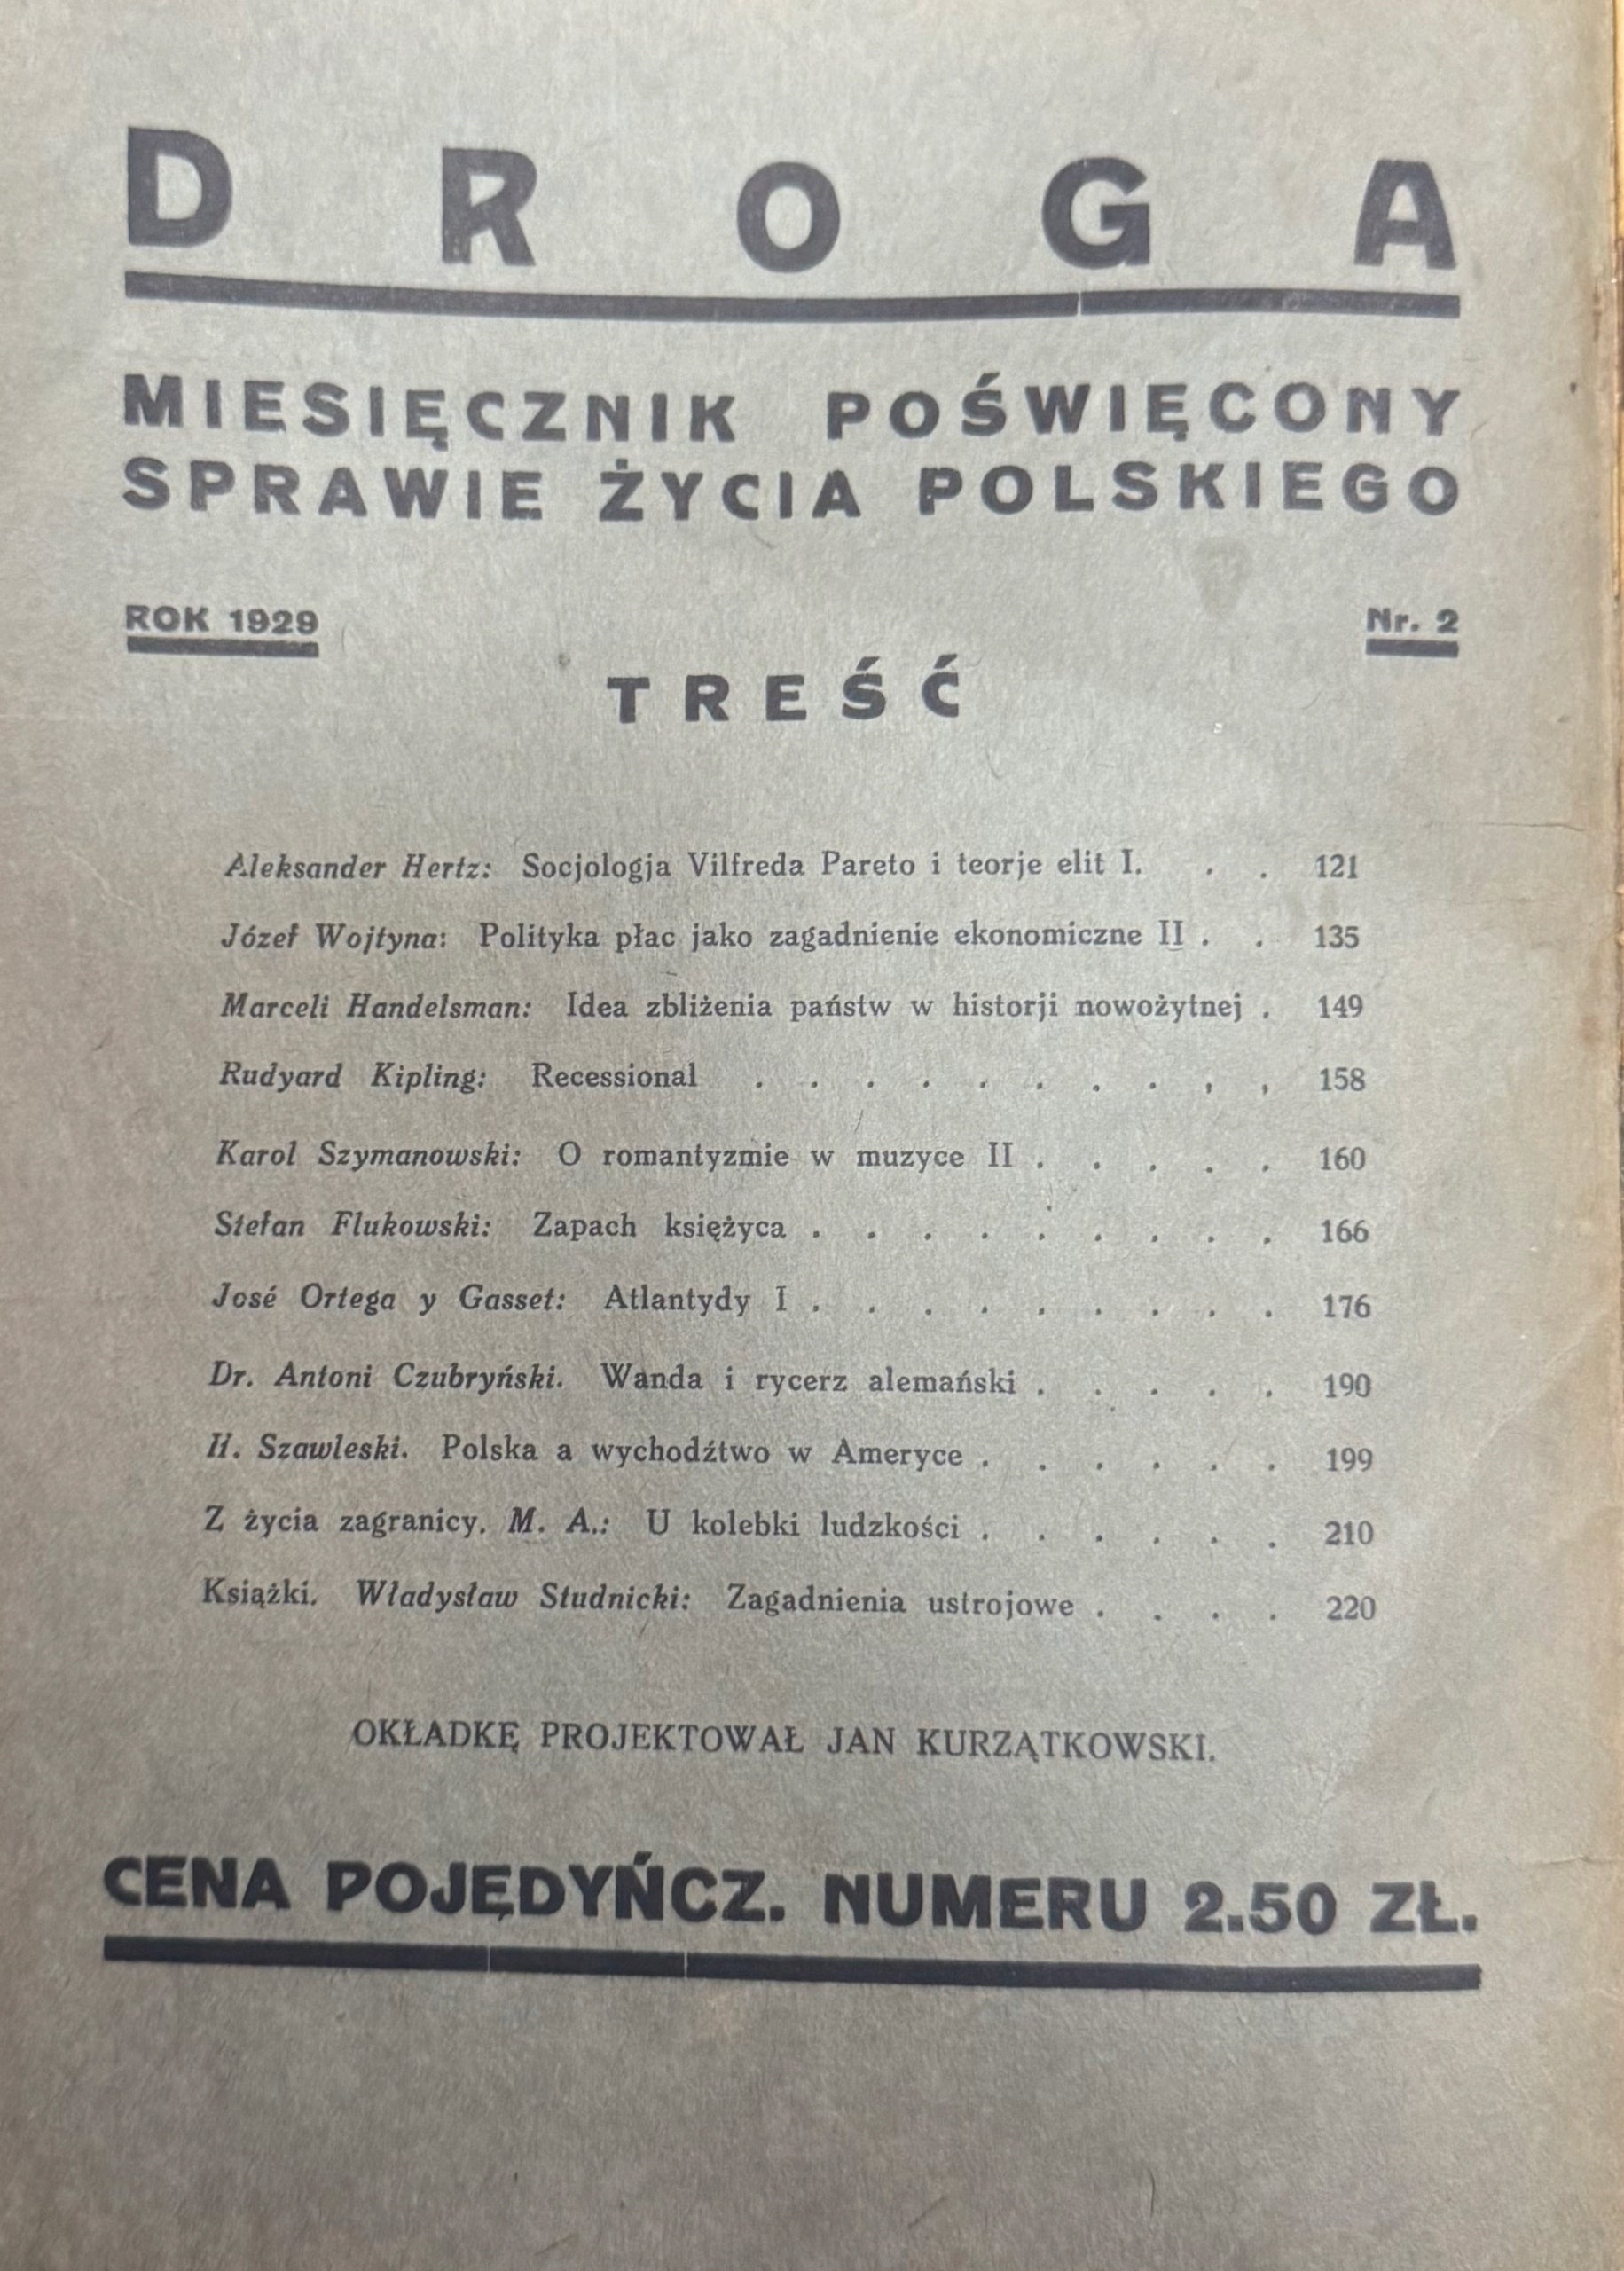 DROGA
MIESIĘCZNIK POŚWIĘCONY
SPRAWIE ŻYCIA POLSKIEGO
ROK 1929 Nr. 2
TREŚĆ
Aleksander Hertz: Socjologja Vilfreda Pareto i teorje elit I. . . 121
Józef Wojtyna: Polityka płac jako zagadnienie ekonomiczne II . . 135
Marceli Handelsman: Idea zbliżenia państw w historji nowożytnej . 149
Rudyard Kipling: Recessional . . . . . . . . , , 158
Karol Szymanowski: O romantyzmie w muzyce II . . . . . 160
Stefan Flukowski: Zapach księżyca . . . . . . . . . 166
José Ortega y Gasset: Atlantydy I . . . . . . . . . 176
Dr. Antoni Czubryński. Wanda i rycerz alemański . . . . . 190
H. Szawleski. Polska a wychodźtwo w Ameryce . . . . . . 199
Z życia zagranicy. M. A.: U kolebki ludzkości . . . . . . 210
Książki. Władysław Studnicki: Zagadnienia ustrojowe . . . . 220
OKŁADKĘ PROJEKTOWAŁ JAN KURZĄTKOWSKI.
CENA POJĘDYŃCZ. NUMERU 2.50 ZŁ.